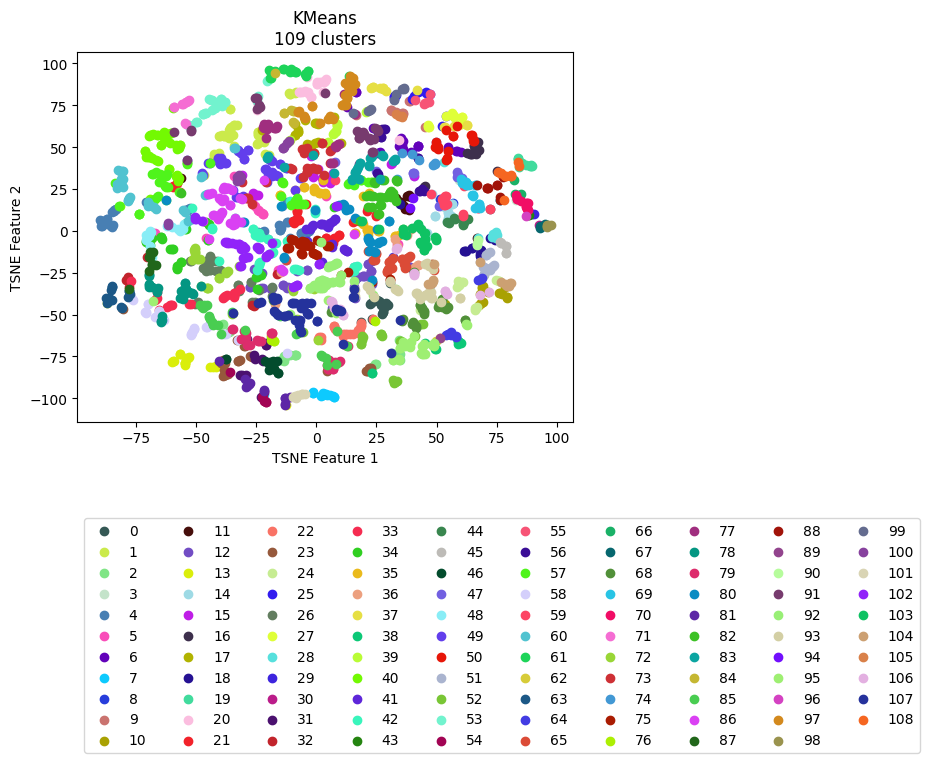 KMeans
109 clusters
100
75
50
25
0
−25
−50
−75
−100
TSNE Feature 2
−75 −50 −25 0 25 50 75 100
TSNE Feature 1
0 11 22 33 44 55 66 77 88 99
1 12 23 34 45 56 67 78 89 100
2 13 24 35 46 57 68 79 90 101
3 14 25 36 47 58 69 80 91 102
4 15 26 37 48 59 70 81 92 103
5 16 27 38 49 60 71 82 93 104
6 17 28 39 50 61 72 83 94 105
7 18 29 40 51 62 73 84 95 106
8 19 30 41 52 63 74 85 96 107
9 20 31 42 53 64 75 86 97 108
10 21 32 43 54 65 76 87 98